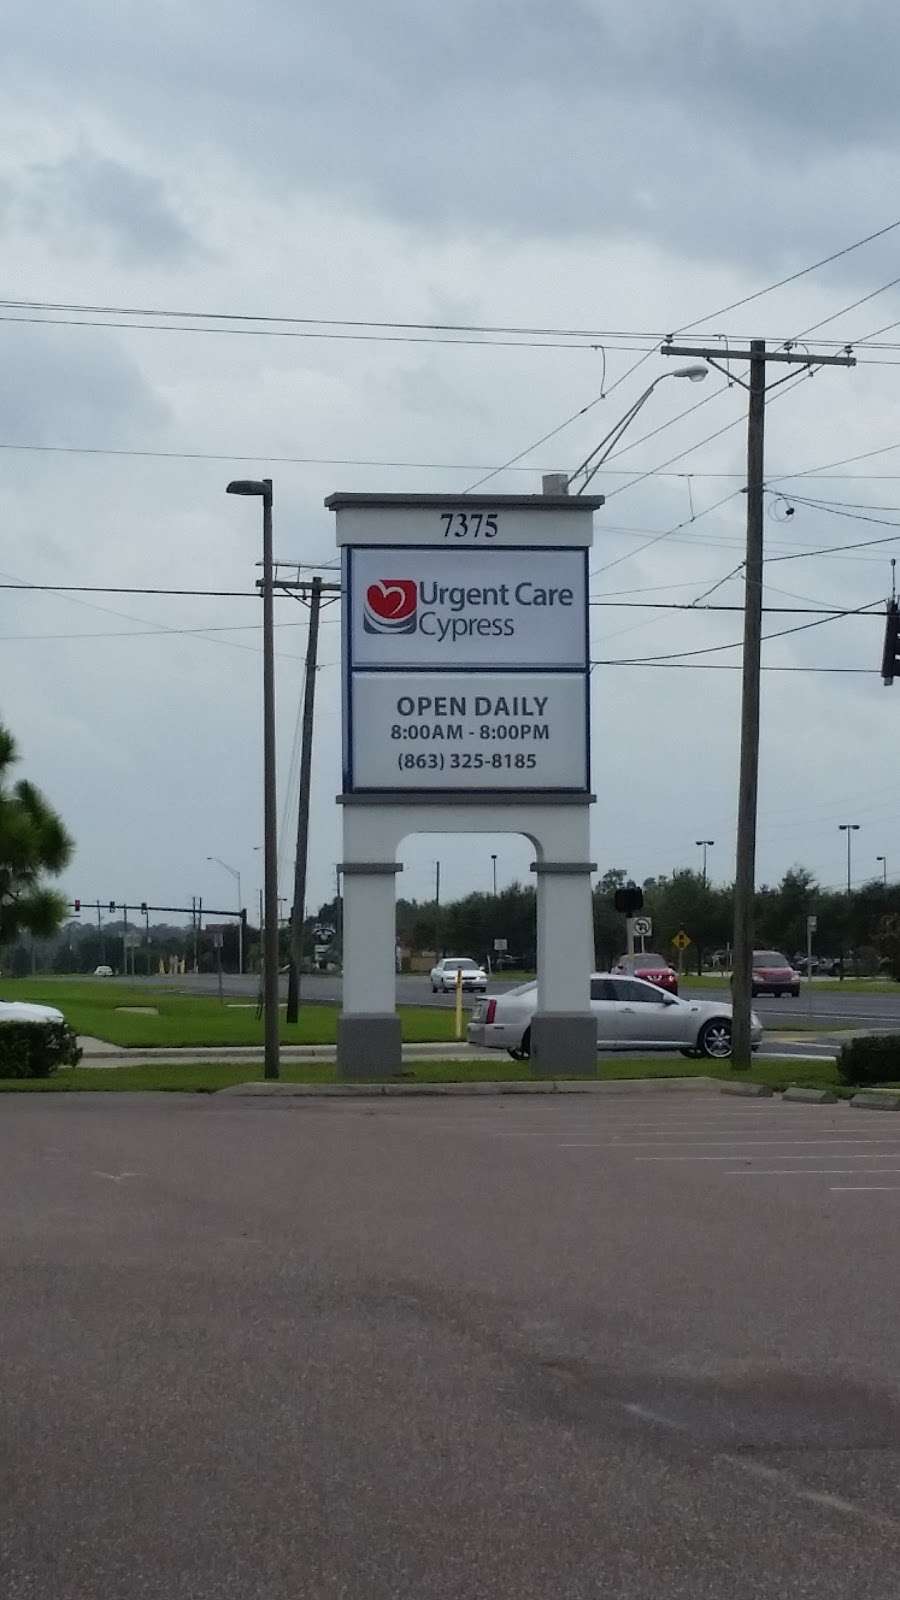 7375
Urgent Care
Cypress
OPEN DAILY
8:00AM - 8:00PM
(863) 325-8185